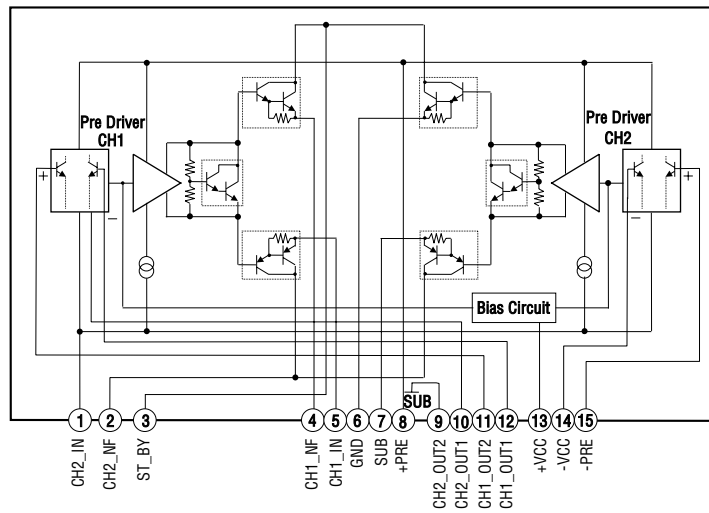 Pre Driver
CH1
Pre Driver
CH2
+
−
+
−
Bias Circuit
SUB
1
2
3
4
5
6
7
8
9
10
11
12
13
14
15
CH2_IN
CH2_NF
ST_BY
CH1_NF
CH1_IN
GND
SUB
+PRE
CH2_OUT2
CH2_OUT1
CH1_OUT2
CH1_OUT1
+VCC
-VCC
-PRE